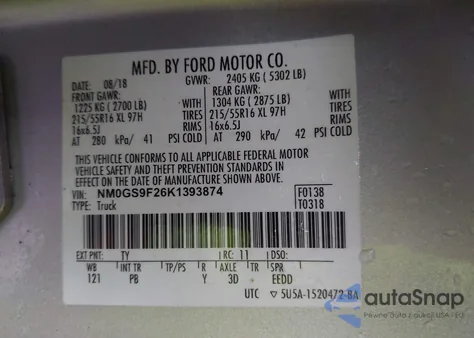 MFD. BY FORD MOTOR CO.
DATE: 08/18 GVWR: 2405 KG ( 5302 LB)
FRONT GAWR: REAR GAWR:
1225 KG ( 2700 LB) WITH 1304 KG ( 2875 LB) WITH
215/55R16 XL 97H TIRES 215/55R16 XL 97H TIRES
16x6.5J RIMS 16x6.5J RIMS
AT 280 kPa/ 41 PSI COLD AT 290 kPa/ 42 PSI COLD
THIS VEHICLE CONFORMS TO ALL APPLICABLE FEDERAL MOTOR
VEHICLE SAFETY AND THEFT PREVENTION STANDARDS IN
EFFECT ON THE DATE OF MANUFACTURE SHOWN ABOVE.
VIN: NM0GS9F26K1393874 F0138
TYPE: Truck T0318
EXT PNT: TY RC: 11 DSO:
WB INT TR TP/PS R AXLE TR SPR
121 PB Y 3D EEDD
UTC 5U5A-1520472-BA
autoSnap